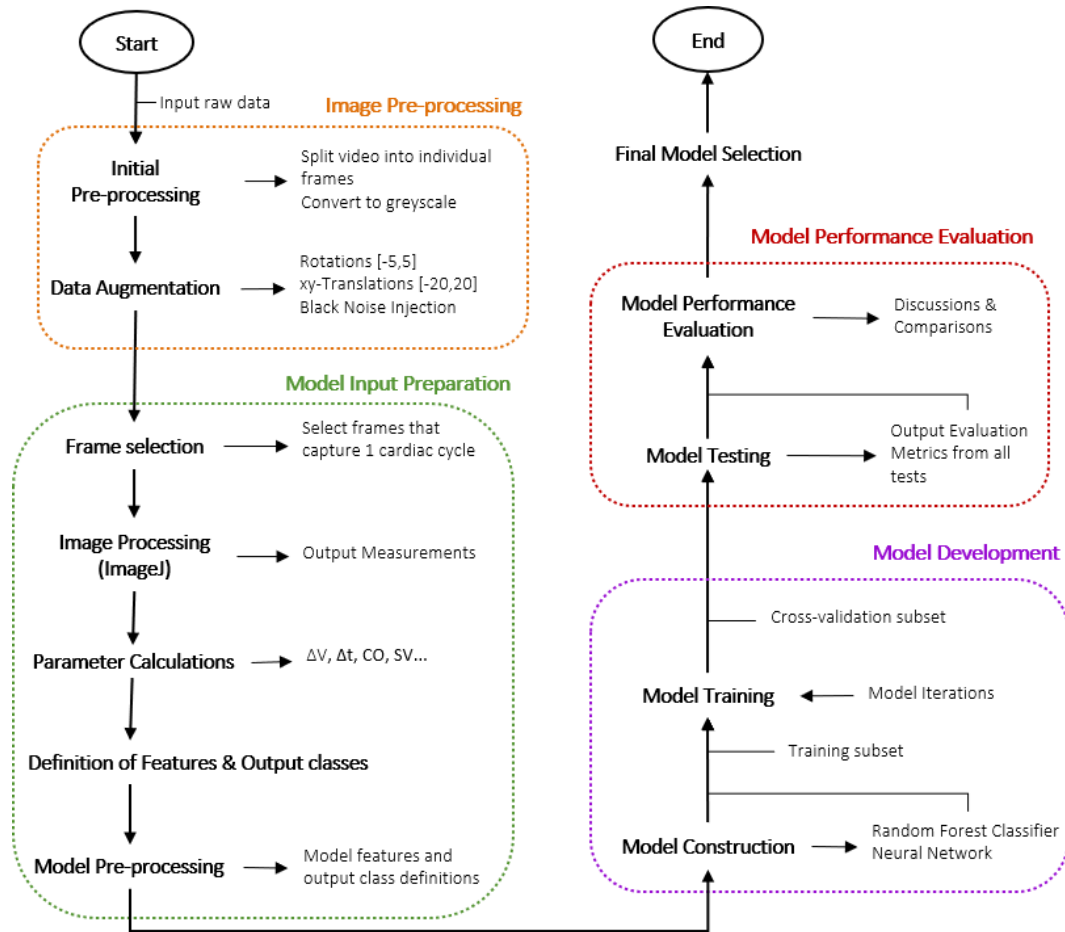 Start
Input raw data
Image Pre-processing
Initial
Pre-processing
Split video into individual
frames
Convert to greyscale
Data Augmentation
Rotations [-5,5]
xy-Translations [-20,20]
Black Noise Injection
Model Input Preparation
Frame selection
Select frames that
capture 1 cardiac cycle
Image Processing
(ImageJ)
Output Measurements
Parameter Calculations
ΔV, Δt, CO, SV...
Definition of Features & Output classes
Model Pre-processing
Model features and
output class definitions
End
Final Model Selection
Model Performance Evaluation
Model Performance
Evaluation
Discussions &
Comparisons
Model Testing
Output Evaluation
Metrics from all
tests
Model Development
Cross-validation subset
Model Training
Model Iterations
Training subset
Model Construction
Random Forest Classifier
Neural Network